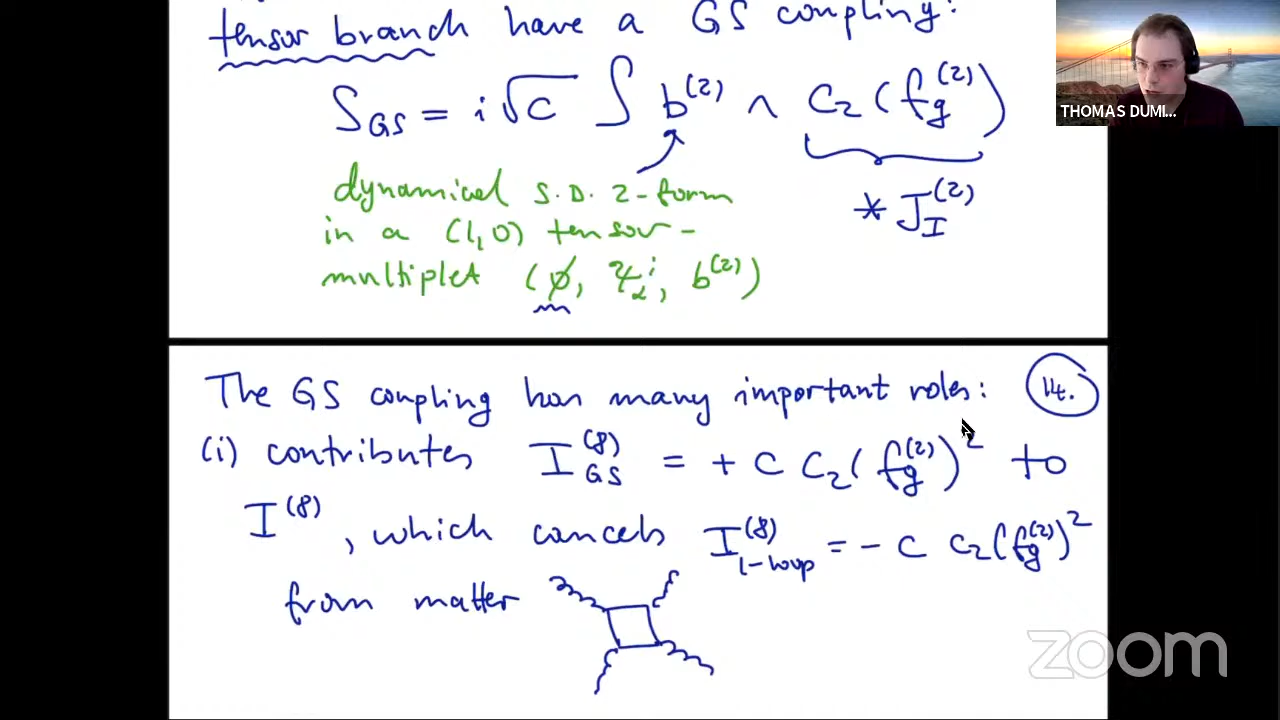 tensor branch have a GS coupling:
S_GS = i √c ∫ b^(2) ∧ c_2(f_g^(2))
THOMAS DUMI...
dynamical S.D. 2-form
* J_I^(2)
in a (1,0) tensor-
multiplet (φ, ψ_α^i, b^(2))
The GS coupling has many important roles:
14.
(i) contributes I_GS^(8) = + c c_2(f_g^(2))^2 to
I^(8), which cancels I_1-loop^(8) = - c c_2(f_g^(2))^2
from matter
zoom